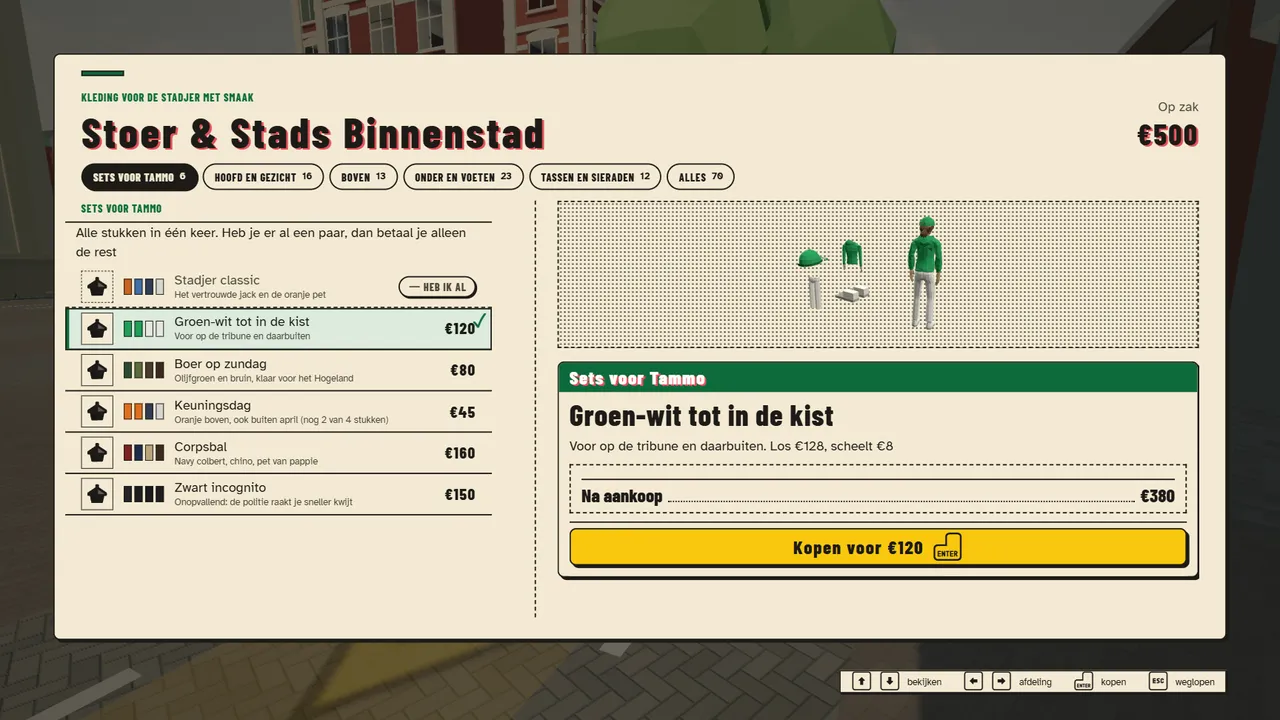 KLEDING VOOR DE STADJER MET SMAAK
Stoer & Stads Binnenstad
Op zak
€500
SETS VOOR TAMMO 6
HOOFD EN GEZICHT 16
BOVEN 13
ONDER EN VOETEN 23
TASSEN EN SIERADEN 12
ALLES 70
SETS VOOR TAMMO
Alle stukken in één keer. Heb je er al een paar, dan betaal je alleen
de rest
Stadjer classic
Het vertrouwde jack en de oranje pet
— HEB IK AL
Groen-wit tot in de kist
Voor op de tribune en daarbuiten
€120
Boer op zundag
Olijfgroen en bruin, klaar voor het Hogeland
€80
Keuningsdag
Oranje boven, ook buiten april (nog 2 van 4 stukken)
€45
Corpsbal
Navy colbert, chino, pet van pappie
€160
Zwart incognito
Onopvallend: de politie raakt je sneller kwijt
€150
Sets voor Tammo
Groen-wit tot in de kist
Voor op de tribune en daarbuiten. Los €128, scheelt €8
Na aankoop €380
Kopen voor €120 ENTER
bekijken
afdeling
ENTER kopen
ESC weglopen